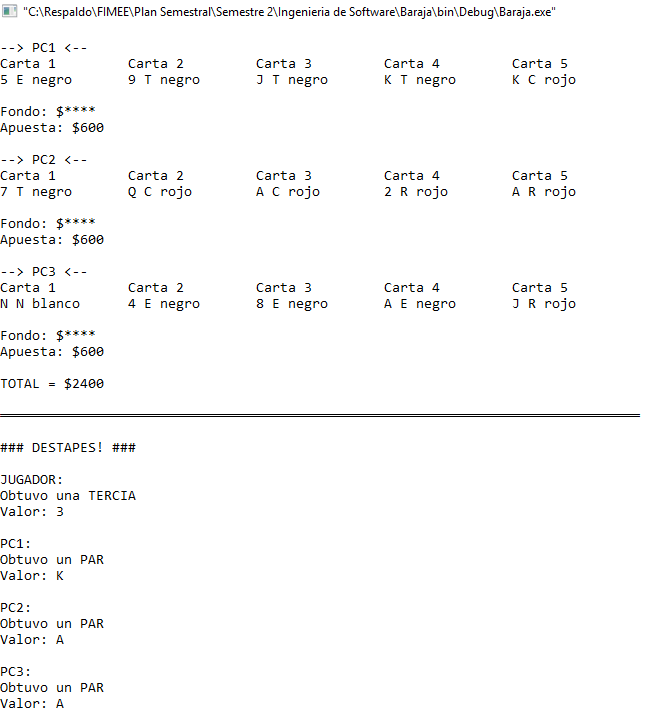 "C:\Respaldo\FIMEE\Plan Semestral\Semestre 2\Ingenieria de Software\Baraja\bin\Debug\Baraja.exe"
--> PC1 <--
Carta 1 Carta 2 Carta 3 Carta 4 Carta 5
5 E negro 9 T negro J T negro K T negro K C rojo
Fondo: $****
Apuesta: $600
--> PC2 <--
Carta 1 Carta 2 Carta 3 Carta 4 Carta 5
7 T negro Q C rojo A C rojo 2 R rojo A R rojo
Fondo: $****
Apuesta: $600
--> PC3 <--
Carta 1 Carta 2 Carta 3 Carta 4 Carta 5
N N blanco 4 E negro 8 E negro A E negro J R rojo
Fondo: $****
Apuesta: $600
TOTAL = $2400
### DESTAPES! ###
JUGADOR:
Obtuvo una TERCIA
Valor: 3
PC1:
Obtuvo un PAR
Valor: K
PC2:
Obtuvo un PAR
Valor: A
PC3:
Obtuvo un PAR
Valor: A